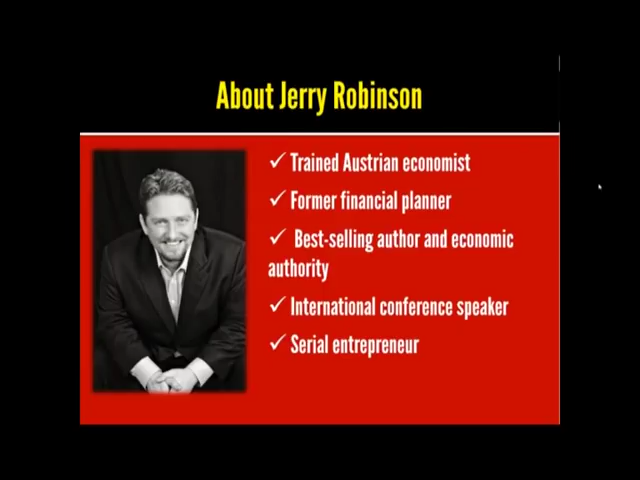 About Jerry Robinson
✓ Trained Austrian economist
✓ Former financial planner
✓ Best-selling author and economic
authority
✓ International conference speaker
✓ Serial entrepreneur